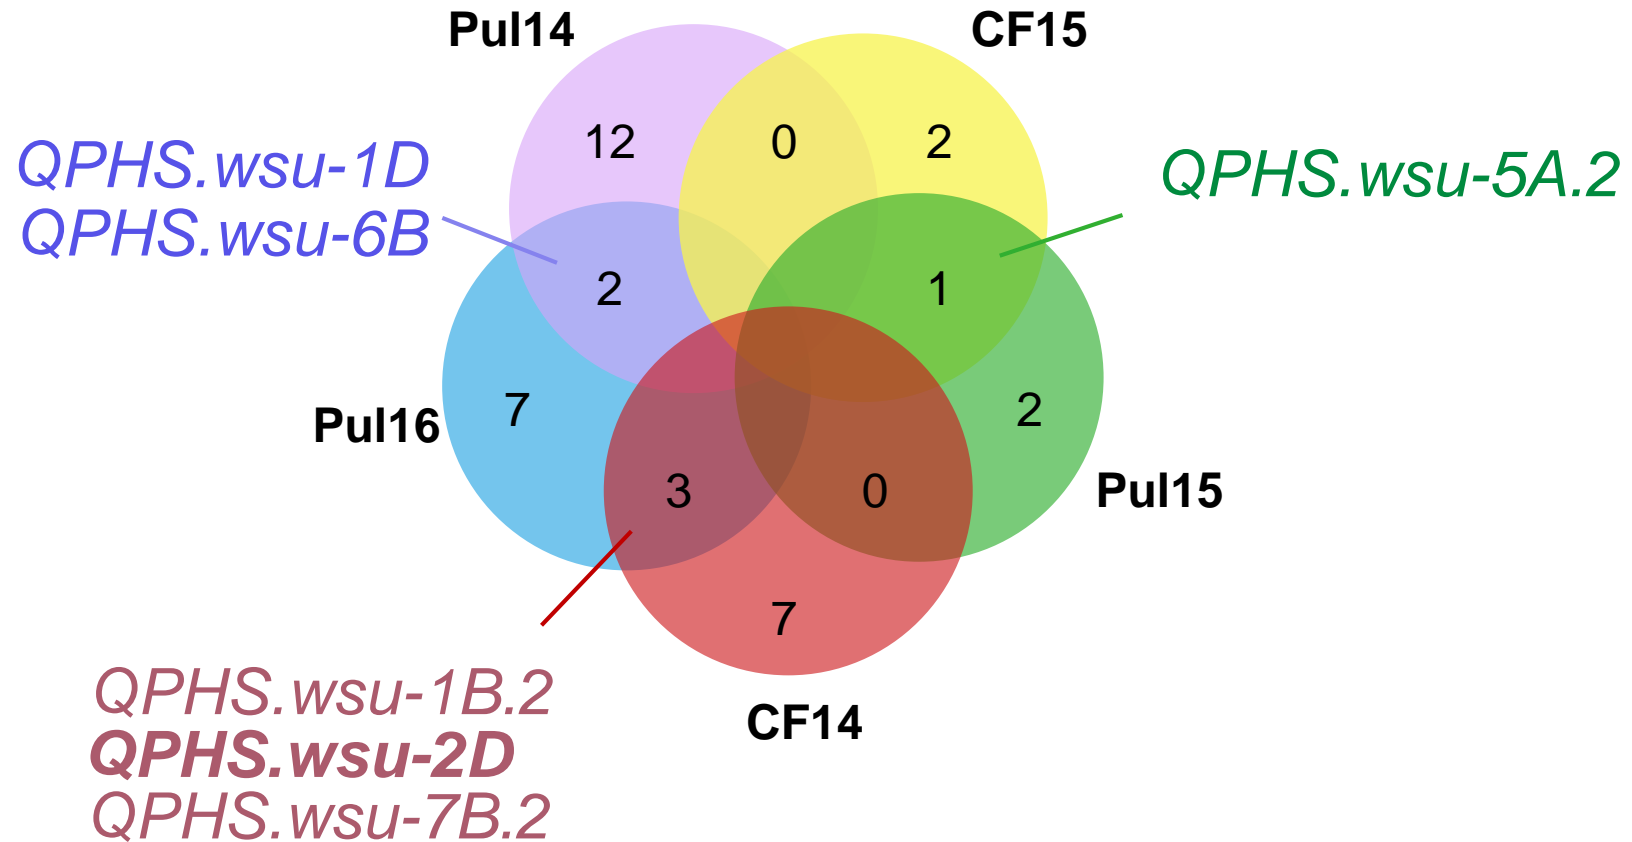 Pul14
CF15
12
0
2
QPHS.wsu-1D
QPHS.wsu-6B
QPHS.wsu-5A.2
2
1
Pul16
7
2
3
0
Pul15
7
CF14
QPHS.wsu-1B.2
QPHS.wsu-2D
QPHS.wsu-7B.2